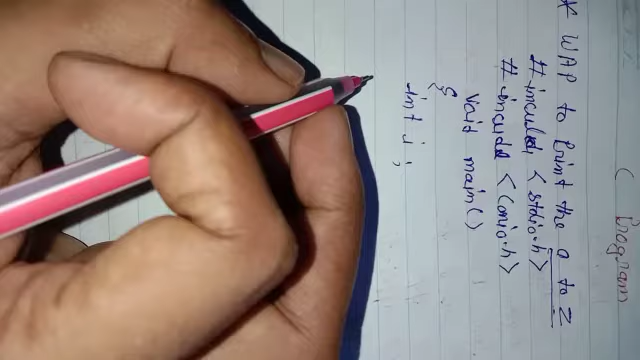 ( Program
* WAP to Print the a to z
# include <stdio.h>
# include <conio.h>
void main()
{
int i ;